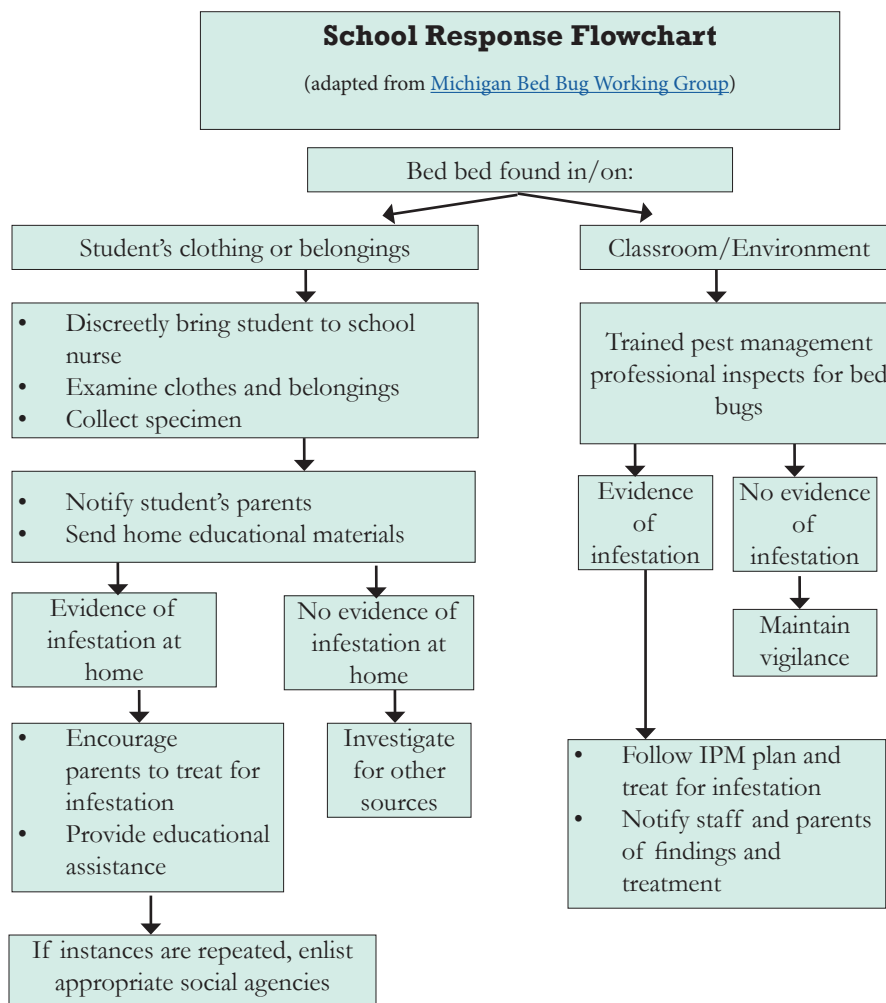 School Response Flowchart
(adapted from Michigan Bed Bug Working Group)
Bed bed found in/on:
Student's clothing or belongings
• Discreetly bring student to school
nurse
• Examine clothes and belongings
• Collect specimen
• Notify student's parents
• Send home educational materials
Evidence of
infestation at
home
• Encourage
parents to treat for
infestation
• Provide educational
assistance
If instances are repeated, enlist
appropriate social agencies
No evidence of
infestation at
home
Investigate
for other
sources
Classroom/Environment
Trained pest management
professional inspects for bed
bugs
Evidence
of
infestation
• Follow IPM plan and
treat for infestation
• Notify staff and parents
of findings and
treatment
No evidence
of
infestation
Maintain
vigilance